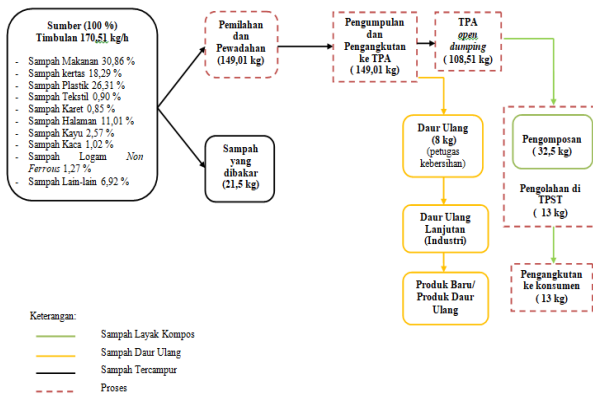 Sumber (100 %)
Timbulan 170,51 kg/h
- Sampah Makanan 30,86 %
- Sampah kertas 18,29 %
- Sampah Plastik 26,31 %
- Sampah Tekstil 0,90 %
- Sampah Karet 0,85 %
- Sampah Halaman 11,01 %
- Sampah Kayu 2,57 %
- Sampah Kaca 1,02 %
- Sampah Logam Non
Ferrous 1,27 %
- Sampah Lain-lain 6,92 %
Pemilahan
dan
Pewadahan
(149,01 kg)
Sampah
yang
dibakar
(21,5 kg)
Pengumpulan
dan
Pengangkutan
ke TPA
( 149,01 kg)
TPA
open
dumping
( 108,51 kg)
Daur Ulang
(8 kg)
(petugas
kebersihan)
Daur Ulang
Lanjutan
(Industri)
Produk Baru/
Produk Daur
Ulang
Pengomposan
( 32,5 kg)
Pengolahan di
TPST
( 13 kg)
Pengangkutan
ke konsumen
( 13 kg)
Keterangan:
Sampah Layak Kompos
Sampah Daur Ulang
Sampah Tercampur
Proses